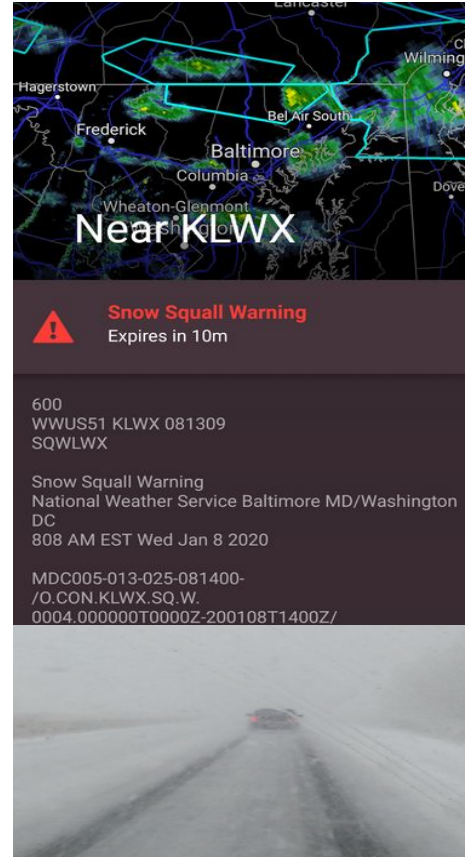 Lancaster
Wilming
Hagerstown
Bel Air South
Frederick
Baltimore
Columbia
Dove
Wheaton-Glenmont
Washington
Near KLWX
Snow Squall Warning
Expires in 10m
600
WWUS51 KLWX 081309
SQWLWX
Snow Squall Warning
National Weather Service Baltimore MD/Washington
DC
808 AM EST Wed Jan 8 2020
MDC005-013-025-081400-
/O.CON.KLWX.SQ.W.
0004.000000T0000Z-200108T1400Z/